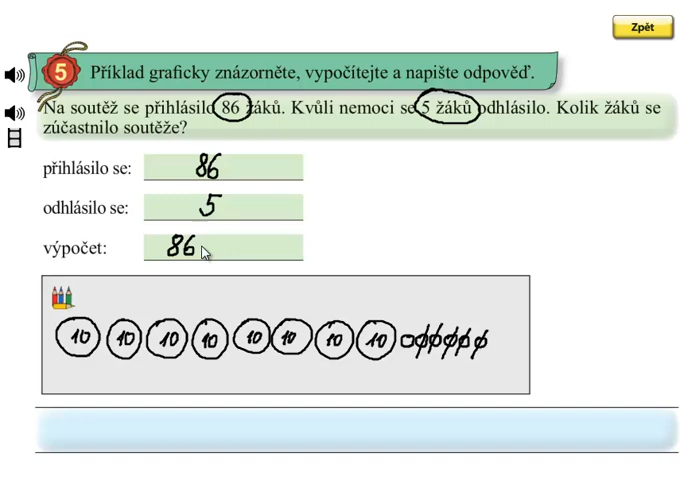 Zpět
5 Příklad graficky znázorněte, vypočítejte a napište odpověď.
Na soutěž se přihlásilo 86 žáků. Kvůli nemoci se 5 žáků odhlásilo. Kolik žáků se
zúčastnilo soutěže?
přihlásilo se: 86
odhlásilo se: 5
výpočet: 86
10 10 10 10 10 10 10 10